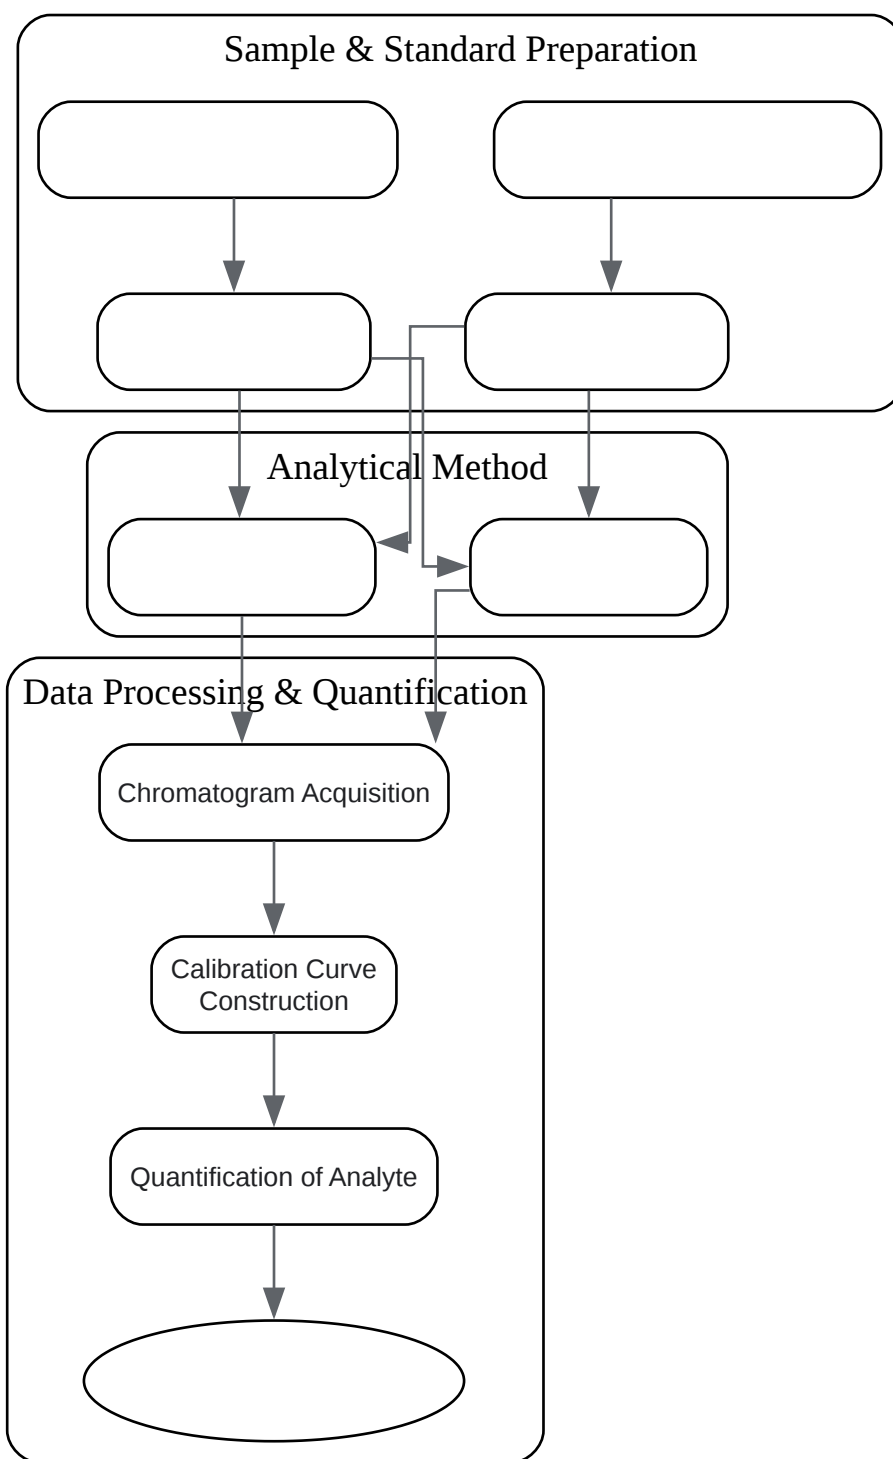 Sample & Standard Preparation
Analytical Method
Data Processing & Quantification
Chromatogram Acquisition
Calibration Curve
Construction
Quantification of Analyte